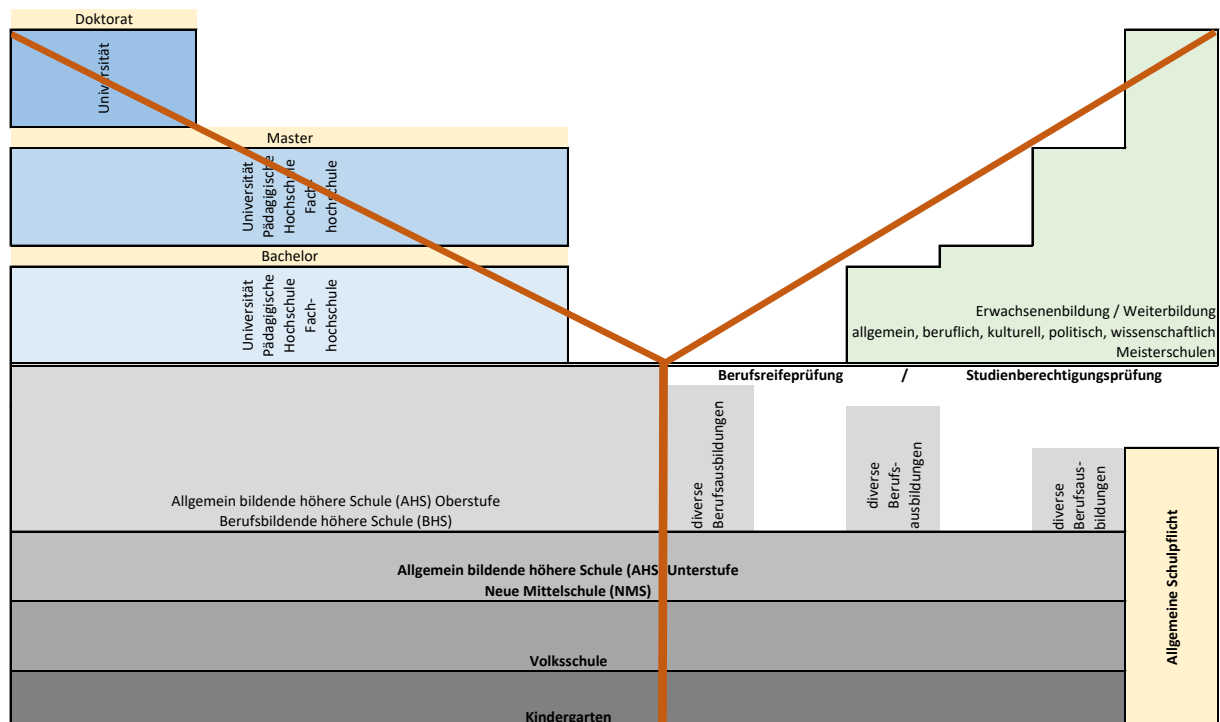 Doktorat
Universität
Master
Universität
Pädagigische
Hochschule
Fach-
hochschule
Bachelor
Universität
Pädagigische
Hochschule
Fach-
hochschule
Erwachsenenbildung / Weiterbildung
allgemein, beruflich, kulturell, politisch, wissenschaftlich
Meisterschulen
Berufsreifeprüfung / Studienberechtigungsprüfung
Allgemein bildende höhere Schule (AHS) Oberstufe
Berufsbildende höhere Schule (BHS)
diverse
Berufsausbildungen
diverse
Berufs-
ausbildungen
diverse
Berufsaus-
bildungen
Allgemeine Schulpflicht
Allgemein bildende höhere Schule (AHS) Unterstufe
Neue Mittelschule (NMS)
Volksschule
Kindergarten